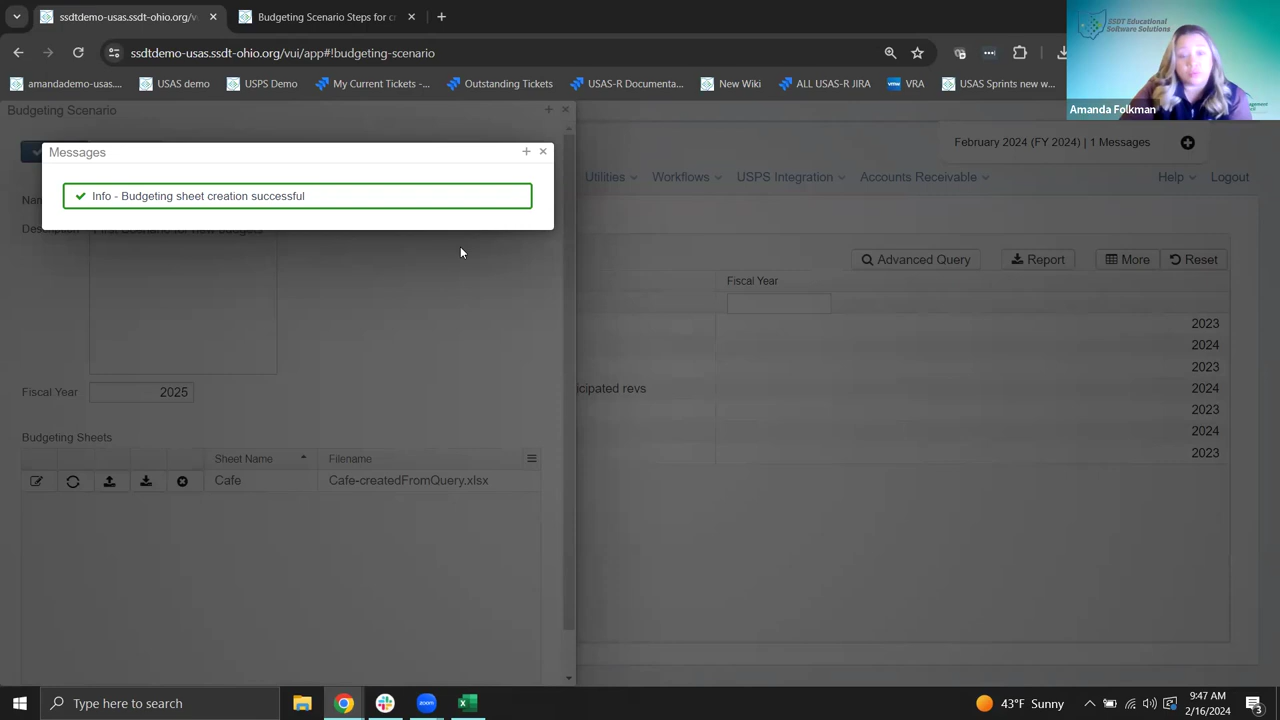 ssdtdemo-usas.ssdt-ohio.org/v
Budgeting Scenario Steps for c
ssdtdemo-usas.ssdt-ohio.org/vui/app#!budgeting-scenario
amandademo-usas....
USAS demo
USPS Demo
My Current Tickets -...
Outstanding Tickets
USAS-R Documenta...
New Wiki
ALL USAS-R JIRA
VRA
USAS Sprints new w...
SSDT Educational
Software Solutions
Amanda Folkman
Budgeting Scenario
February 2024 (FY 2024) | 1 Messages
Messages
Info - Budgeting sheet creation successful
Utilities
Workflows
USPS Integration
Accounts Receivable
Help
Logout
Advanced Query
Report
More
Reset
Fiscal Year
2023
2024
2023
cipated revs
2024
2023
2024
2023
Fiscal Year
2025
Budgeting Sheets
Sheet Name
Filename
Cafe
Cafe-createdFromQuery.xlsx
Type here to search
zoom
43°F Sunny
9:47 AM
2/16/2024
3